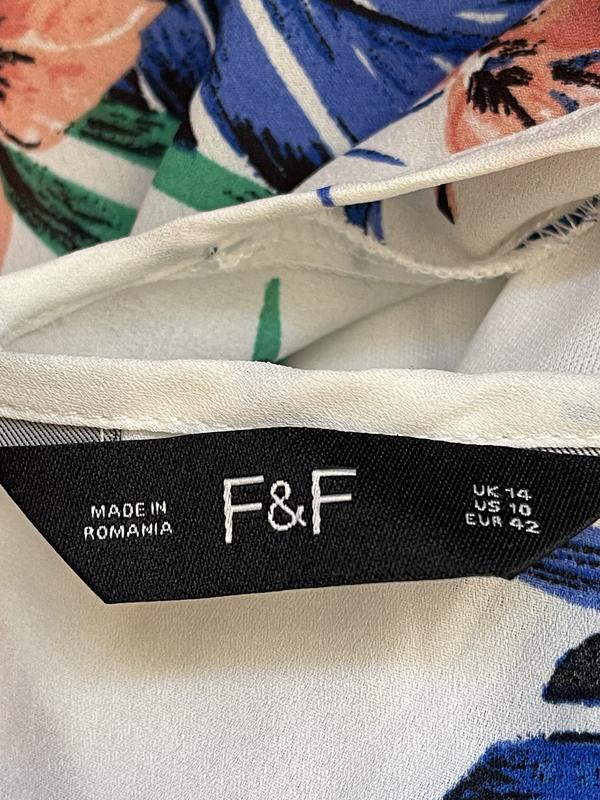 MADE IN
ROMANIA
F&F
UK 14
US 10
EUR 42